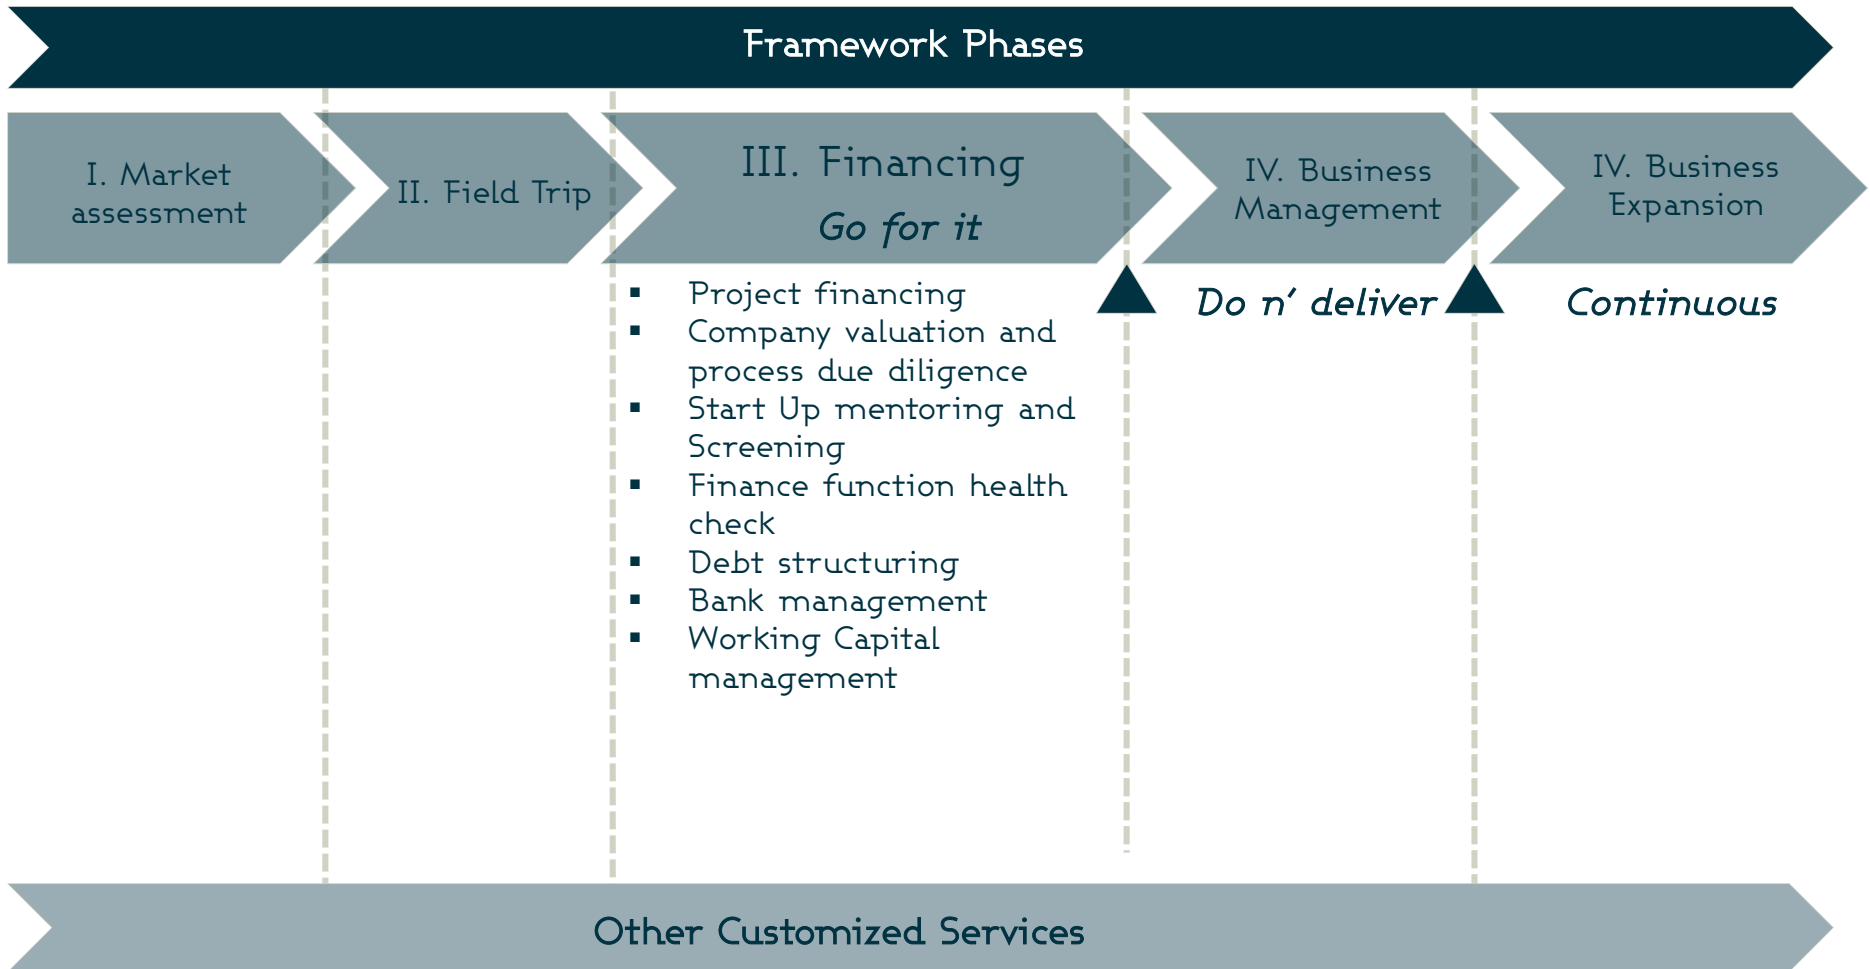 Framework Phases
I. Market
assessment
II. Field Trip
III. Financing
Go for it
IV. Business
Management
IV. Business
Expansion
▪ Project financing
▪ Company valuation and
process due diligence
▪ Start Up mentoring and
Screening
▪ Finance function health
check
▪ Debt structuring
▪ Bank management
▪ Working Capital
management
Do n’ deliver
Continuous
Other Customized Services